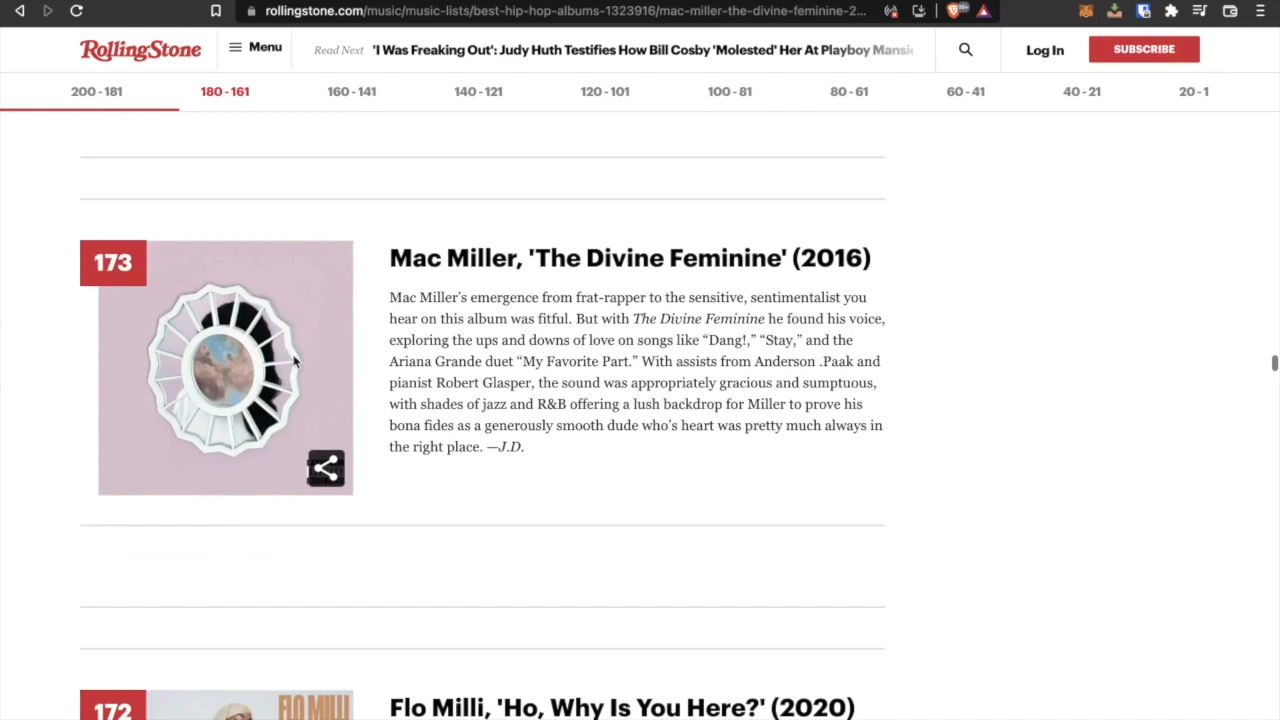 rollingstone.com/music/music-lists/best-hip-hop-albums-1323916/mac-miller-the-divine-feminine-2...
RollingStone
Menu
Read Next 'I Was Freaking Out': Judy Huth Testifies How Bill Cosby 'Molested' Her At Playboy Mansi
Log In
SUBSCRIBE
200 - 181
180 - 161
160 - 141
140 - 121
120 - 101
100 - 81
80 - 61
60 - 41
40 - 21
20 - 1
173
Mac Miller, 'The Divine Feminine' (2016)
Mac Miller’s emergence from frat-rapper to the sensitive, sentimentalist you
hear on this album was fitful. But with The Divine Feminine he found his voice,
exploring the ups and downs of love on songs like “Dang!,” “Stay,” and the
Ariana Grande duet “My Favorite Part.” With assists from Anderson .Paak and
pianist Robert Glasper, the sound was appropriately gracious and sumptuous,
with shades of jazz and R&B offering a lush backdrop for Miller to prove his
bona fides as a generously smooth dude who’s heart was pretty much always in
the right place. —J.D.
172
FLO MILLI
Flo Milli, 'Ho, Why Is You Here?' (2020)